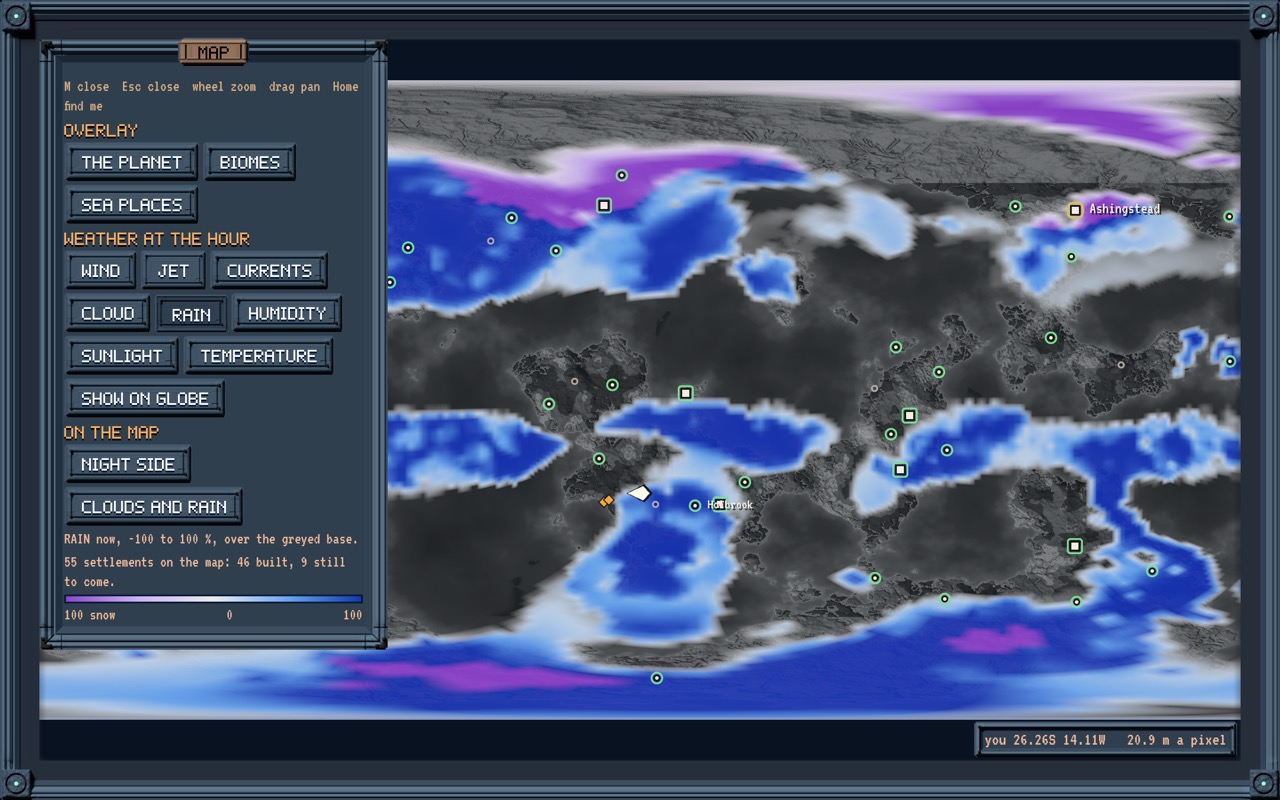 MAP
M close  Esc close  wheel zoom  drag pan  Home
find me
OVERLAY
THE PLANET
BIOMES
SEA PLACES
WEATHER AT THE HOUR
WIND
JET
CURRENTS
CLOUD
RAIN
HUMIDITY
SUNLIGHT
TEMPERATURE
SHOW ON GLOBE
ON THE MAP
NIGHT SIDE
CLOUDS AND RAIN
RAIN now, -100 to 100 %, over the greyed base.
55 settlements on the map: 46 built, 9 still
to come.
100 snow 0 100
Ashingstead
you 26.26S 14.11W   20.9 m a pixel